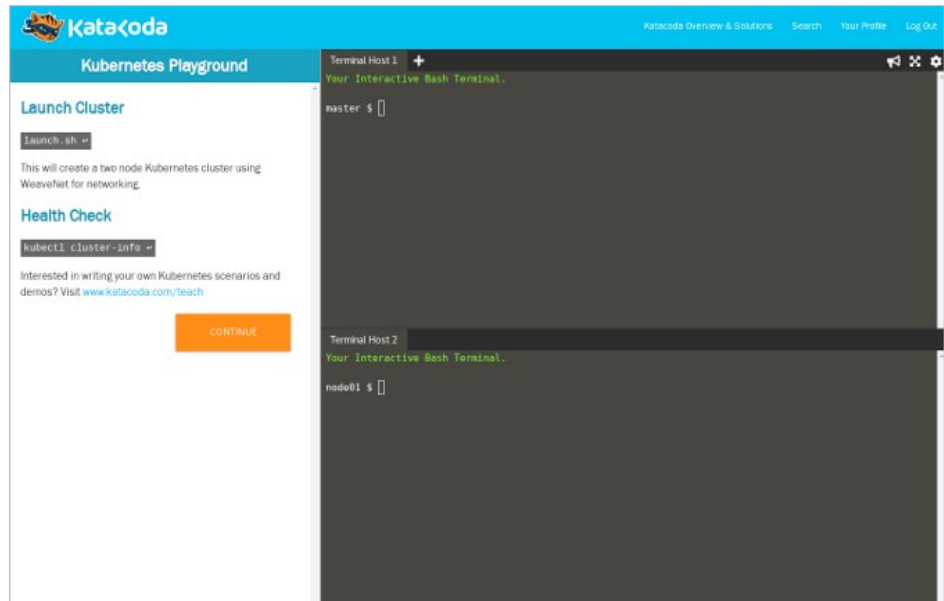 Katacoda
Katacoda Overview & Solutions
Search
Your Profile
Log Out
Kubernetes Playground
Launch Cluster
launch.sh ↵
This will create a two node Kubernetes cluster using
WeaveNet for networking.
Health Check
kubectl cluster-info ↵
Interested in writing your own Kubernetes scenarios and
demos? Visit www.katacoda.com/teach
CONTINUE
Terminal Host 1
Your Interactive Bash Terminal.
master $
Terminal Host 2
Your Interactive Bash Terminal.
node01 $